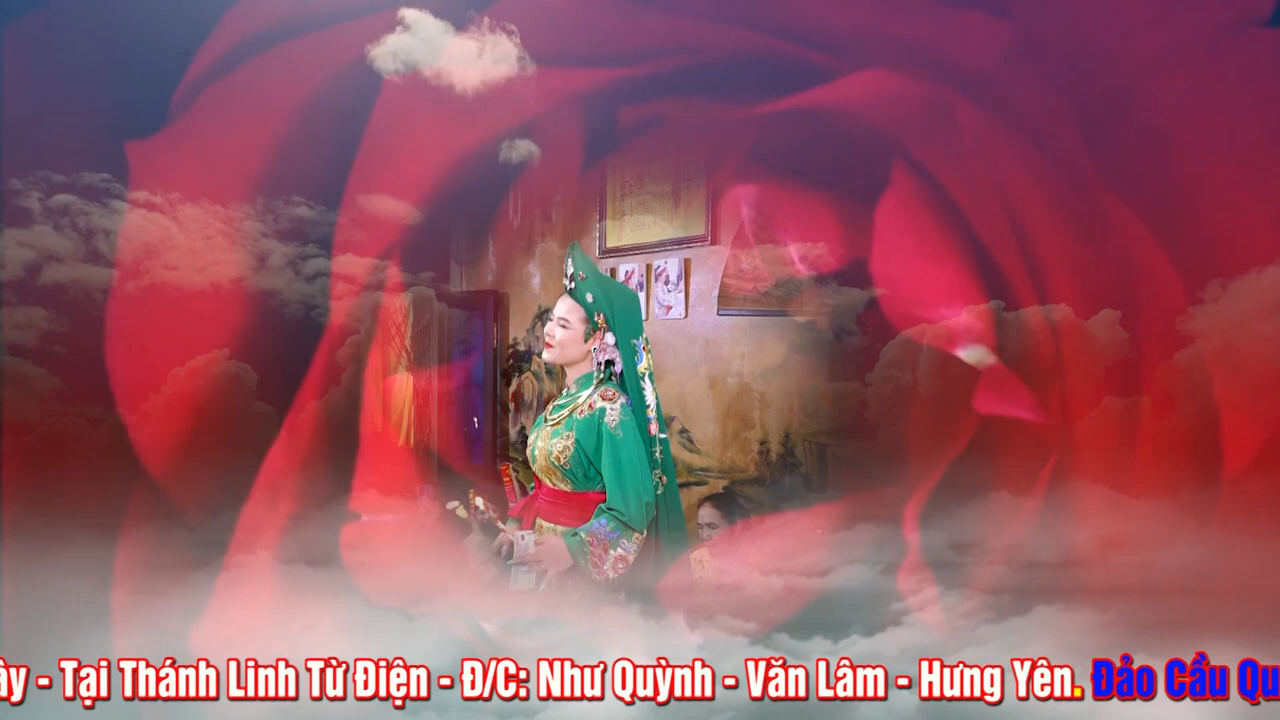 - Tại Thánh Linh Từ Điện - Đ/C: Như Quỳnh - Văn Lâm - Hưng Yên. Đảo Cầu